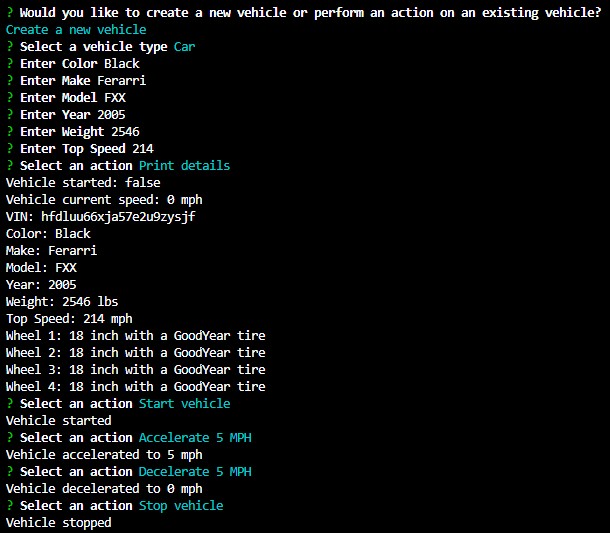 ? Would you like to create a new vehicle or perform an action on an existing vehicle?
Create a new vehicle
? Select a vehicle type Car
? Enter Color Black
? Enter Make Ferarri
? Enter Model FXX
? Enter Year 2005
? Enter Weight 2546
? Enter Top Speed 214
? Select an action Print details
Vehicle started: false
Vehicle current speed: 0 mph
VIN: hfdluu66xja57e2u9zysjf
Color: Black
Make: Ferarri
Model: FXX
Year: 2005
Weight: 2546 lbs
Top Speed: 214 mph
Wheel 1: 18 inch with a GoodYear tire
Wheel 2: 18 inch with a GoodYear tire
Wheel 3: 18 inch with a GoodYear tire
Wheel 4: 18 inch with a GoodYear tire
? Select an action Start vehicle
Vehicle started
? Select an action Accelerate 5 MPH
Vehicle accelerated to 5 mph
? Select an action Decelerate 5 MPH
Vehicle decelerated to 0 mph
? Select an action Stop vehicle
Vehicle stopped